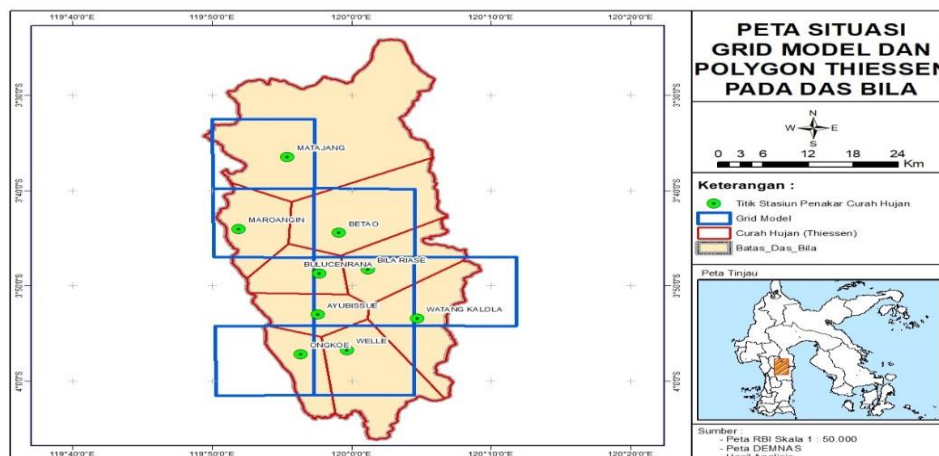 PETA SITUASI
GRID MODEL DAN
POLYGON THIESSEN
PADA DAS BILA
N
W E
S
0 3 6 12 18 24
Km
Keterangan :
Titik Stasiun Penakar Curah Hujan
Grid Model
Curah Hujan (Thiessen)
Batas_Das_Bila
Peta Tinjau
Sumber :
- Peta RBI Skala 1 : 50.000
- Peta DEMNAS
- Hasil Analisis
119°40'0"E 119°50'0"E 120°0'0"E 120°10'0"E 120°20'0"E
3°30'0"S 3°30'0"S
3°40'0"S 3°40'0"S
3°50'0"S 3°50'0"S
4°0'0"S 4°0'0"S
MATAJANG
MAROANGIN
BETAO
BULUCENRANA
BILA RIASE
AYUBISSUE
WATANG KALOLA
ONGKOE
WELLE
119°40'0"E 119°50'0"E 120°0'0"E 120°10'0"E 120°20'0"E